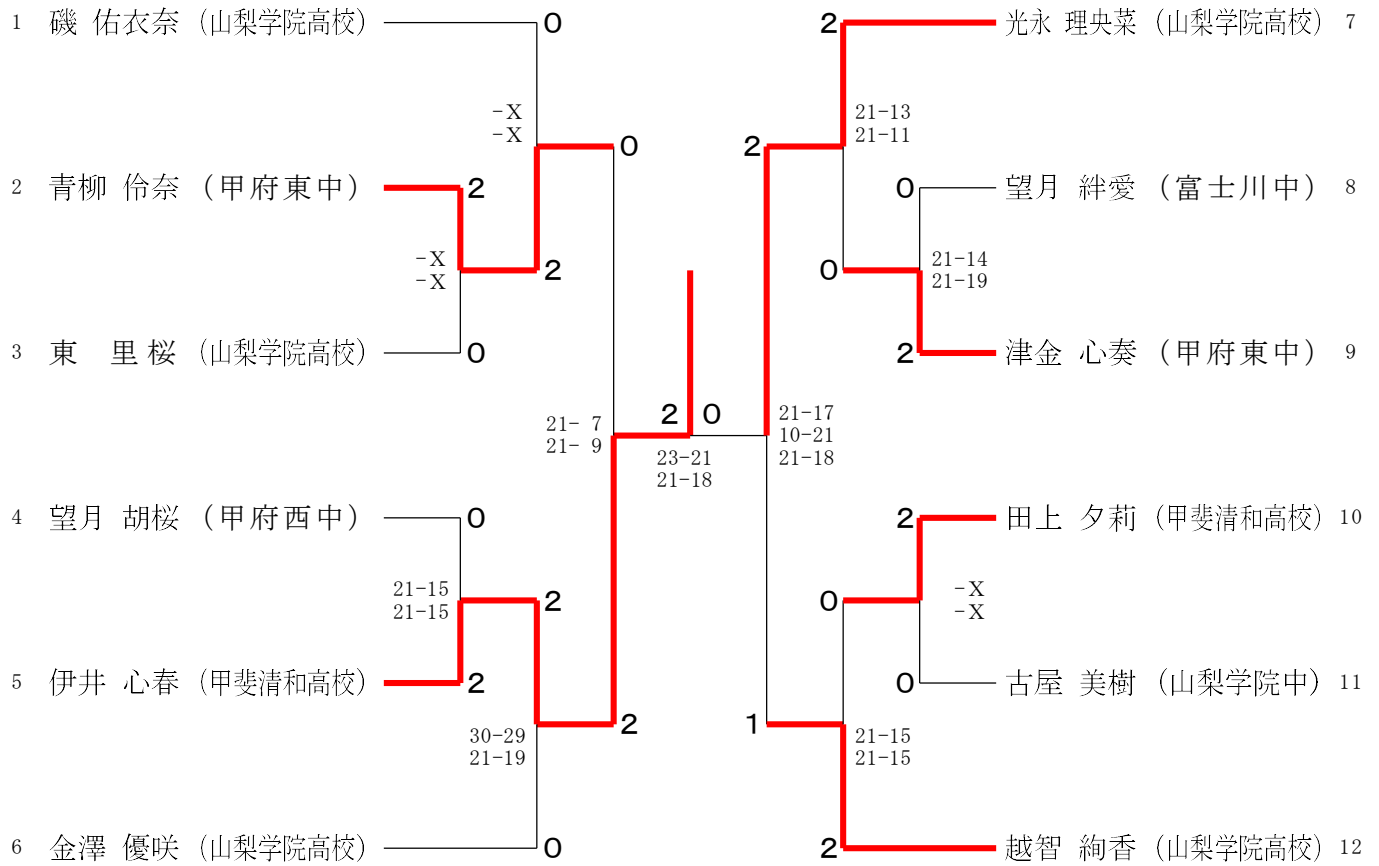 1 磯 佑衣奈 (山梨学院高校) 0
-X
-X
0
2 青柳 伶奈 (甲府東中) 2
-X
-X
2
3 東 里桜 (山梨学院高校) 0
21- 7
21- 9
2 0
23-21
21-18
4 望月 胡桜 (甲府西中) 0
21-15
21-15
2
5 伊井 心春 (甲斐清和高校) 2
2
30-29
21-19
6 金澤 優咲 (山梨学院高校) 0
2 光永 理央菜 (山梨学院高校) 7
21-13
21-11
2
0 望月 絆愛 (富士川中) 8
21-14
21-19
0
2 津金 心奏 (甲府東中) 9
21-17
10-21
21-18
2 田上 夕莉 (甲斐清和高校) 10
-X
-X
0
0 古屋 美樹 (山梨学院中) 11
1
21-15
21-15
2 越智 絢香 (山梨学院高校) 12